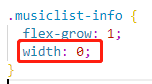 .musiclist-info {
flex-grow: 1;
width: 0;
}